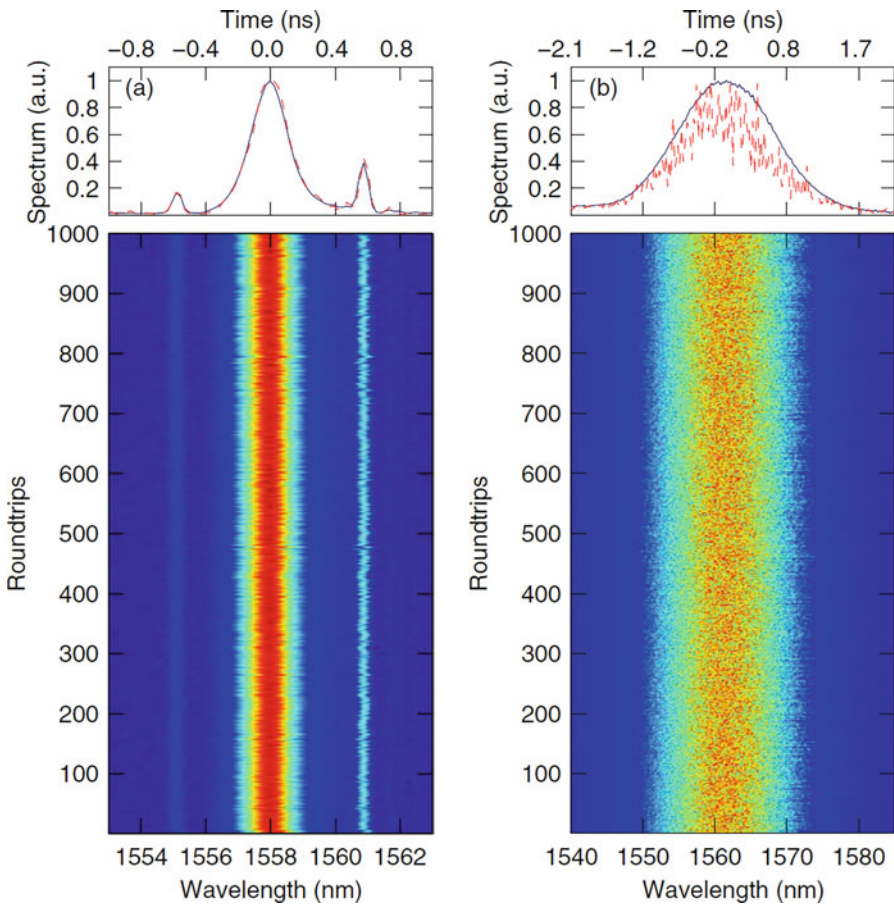 Time (ns)
−0.8 −0.4 0.0 0.4 0.8
Spectrum (a.u.)
1
0.8
0.6
0.4
0.2
(a)
Roundtrips
1000
900
800
700
600
500
400
300
200
100
1554 1556 1558 1560 1562
Wavelength (nm)
Time (ns)
−2.1 −1.2 −0.2 0.8 1.7
Spectrum (a.u.)
1
0.8
0.6
0.4
0.2
(b)
Roundtrips
1000
900
800
700
600
500
400
300
200
100
1540 1550 1560 1570 1580
Wavelength (nm)